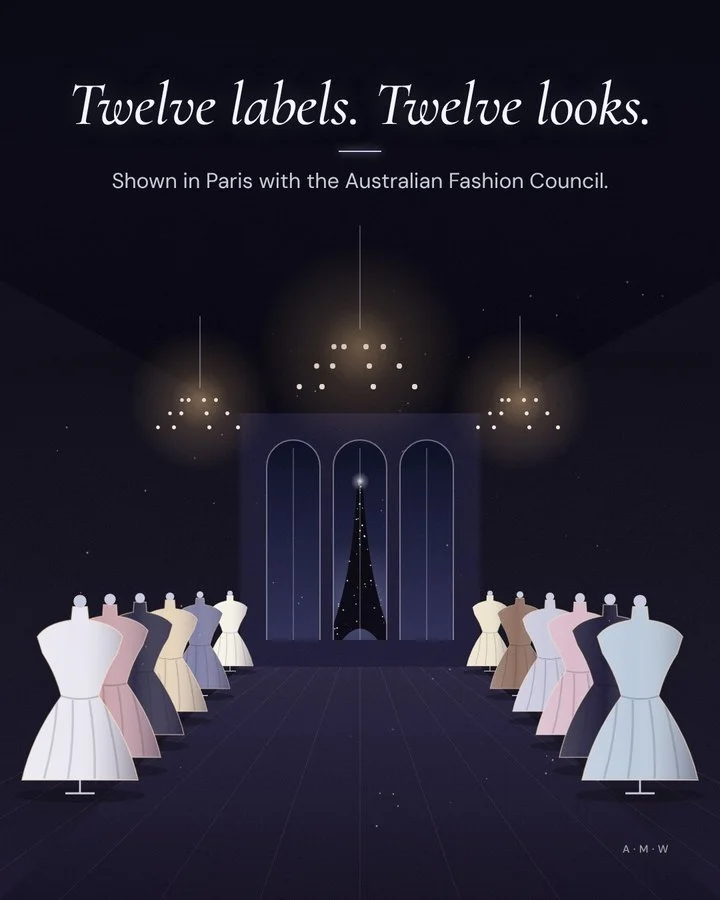 Twelve labels. Twelve looks.
Shown in Paris with the Australian Fashion Council.
A·M·W